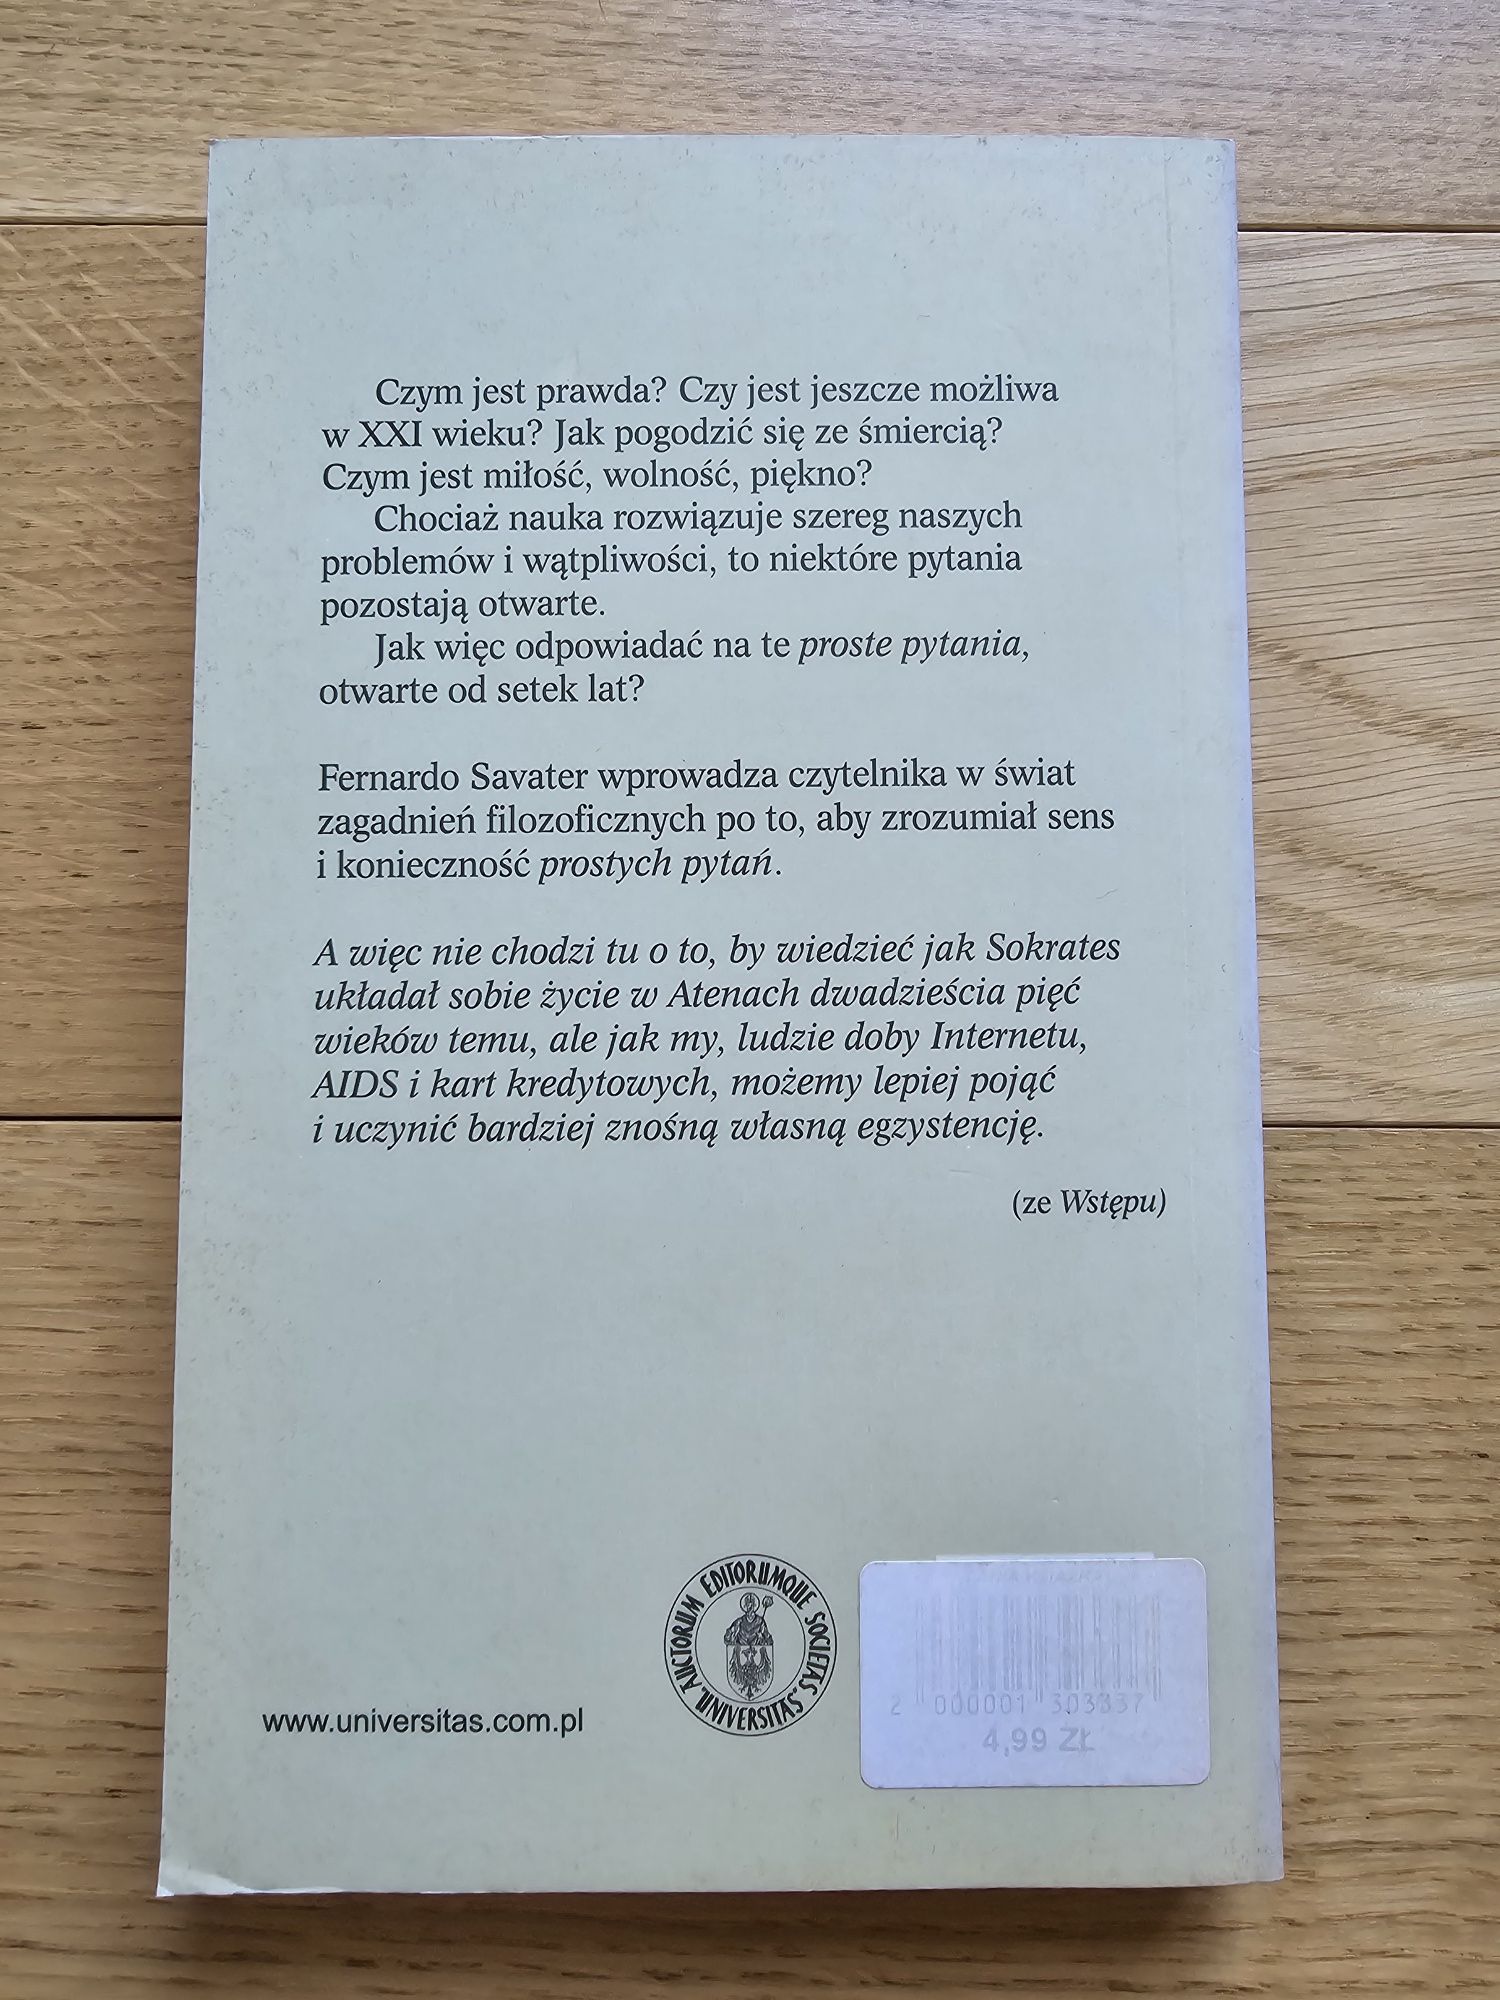 Czym jest prawda? Czy jest jeszcze możliwa
w XXI wieku? Jak pogodzić się ze śmiercią?
Czym jest miłość, wolność, piękno?
Chociaż nauka rozwiązuje szereg naszych
problemów i wątpliwości, to niektóre pytania
pozostają otwarte.
Jak więc odpowiadać na te proste pytania,
otwarte od setek lat?
Fernardo Savater wprowadza czytelnika w świat
zagadnień filozoficznych po to, aby zrozumiał sens
i konieczność prostych pytań.
A więc nie chodzi tu o to, by wiedzieć jak Sokrates
układał sobie życie w Atenach dwadzieścia pięć
wieków temu, ale jak my, ludzie doby Internetu,
AIDS i kart kredytowych, możemy lepiej pojąć
i uczynić bardziej znośną własną egzystencję.
(ze Wstępu)
AUCTORUM EDITORUMQUE SOCIETAS
"UNIVERSITAS"
www.universitas.com.pl
2 000001 303337
4,99 ZŁ